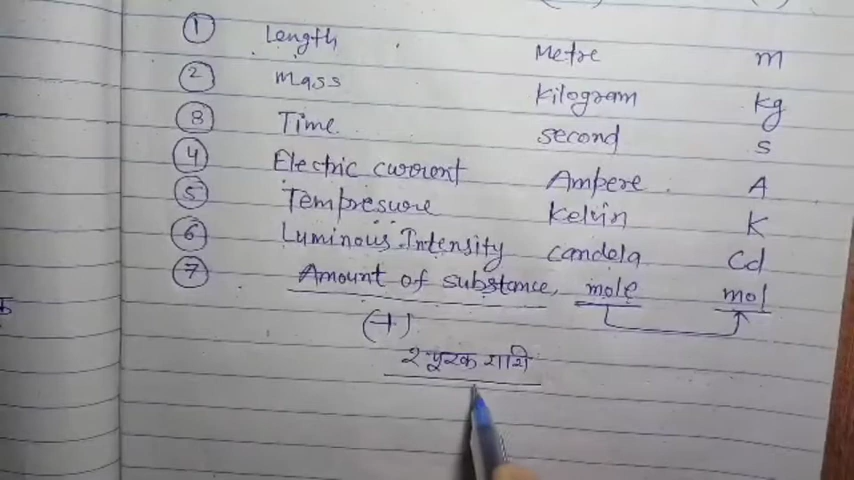 ① Length Metre m
② Mass kilogram kg
③ Time. second s
④ Electric current Ampere A
⑤ Tempresure kelvin K
⑥ Luminous Intensity candela Cd
⑦ Amount of substance, mole mol
(+)
२ पूरक राशि